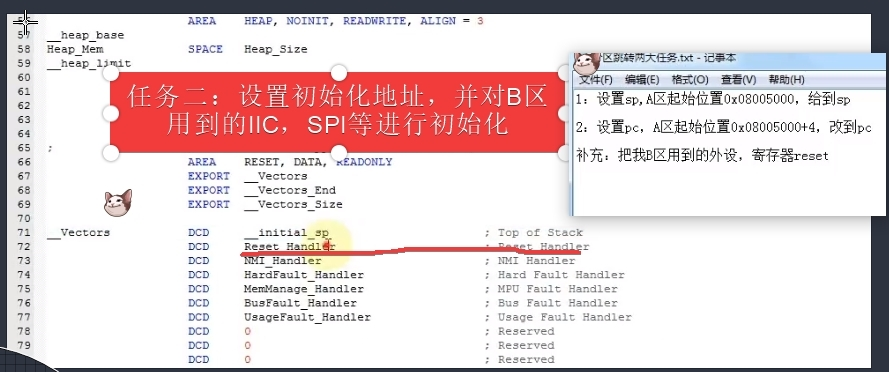 56 AREA HEAP, NOINIT, READWRITE, ALIGN = 3
57 __heap_base
58 Heap_Mem SPACE Heap_Size
59 __heap_limit
60
61
62
63
64
65 ;
66 AREA RESET, DATA, READONLY
67 EXPORT __Vectors
68 EXPORT __Vectors_End
69 EXPORT __Vectors_Size
70
71 __Vectors DCD __initial_sp ; Top of Stack
72 DCD Reset_Handler ; Reset Handler
73 DCD NMI_Handler ; NMI Handler
74 DCD HardFault_Handler ; Hard Fault Handler
75 DCD MemManage_Handler ; MPU Fault Handler
76 DCD BusFault_Handler ; Bus Fault Handler
77 DCD UsageFault_Handler ; Usage Fault Handler
78 DCD 0 ; Reserved
79 DCD 0 ; Reserved
DCD 0 ; Reserved
任务二：设置初始化地址，并对B区
用到的IIC，SPI等进行初始化
区跳转两大任务.txt - 记事本
文件(F) 编辑(E) 格式(O) 查看(V) 帮助(H)
1：设置sp,A区起始位置0x08005000，给到sp
2：设置pc，A区起始位置0x08005000+4，改到pc
补充：把我B区用到的外设，寄存器reset